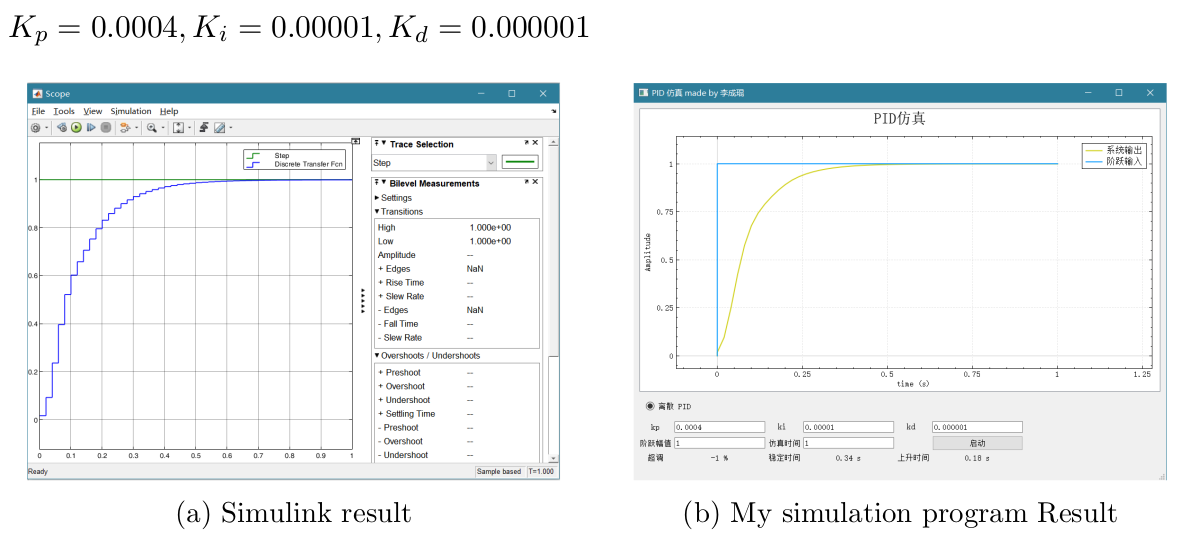 K_p = 0.0004, K_i = 0.00001, K_d = 0.000001
Scope
File Tools View Simulation Help
Step
Discrete Transfer Fcn
1
0.8
0.6
0.4
0.2
0
0 0.1 0.2 0.3 0.4 0.5 0.6 0.7 0.8 0.9 1
Trace Selection
Step
Bilevel Measurements
Settings
Transitions
High 1.000e+00
Low 1.000e+00
Amplitude --
+ Edges NaN
+ Rise Time --
+ Slew Rate --
- Edges NaN
- Fall Time --
- Slew Rate --
Overshoots / Undershoots
+ Preshoot --
+ Overshoot --
+ Undershoot --
+ Settling Time --
- Preshoot --
- Overshoot --
- Undershoot --
Ready Sample based T=1.000
(a) Simulink result
PID 仿真 made by 李成瑶
PID仿真
系统输出
阶跃输入
1
0.75
0.5
0.25
0
Amplitude
0 0.25 0.5 0.75 1 1.25
time (s)
离散 PID
kp 0.0004 ki 0.00001 kd 0.000001
阶跃幅值 1 仿真时间 1 启动
超调 -1 % 稳定时间 0.34 s 上升时间 0.18 s
(b) My simulation program Result